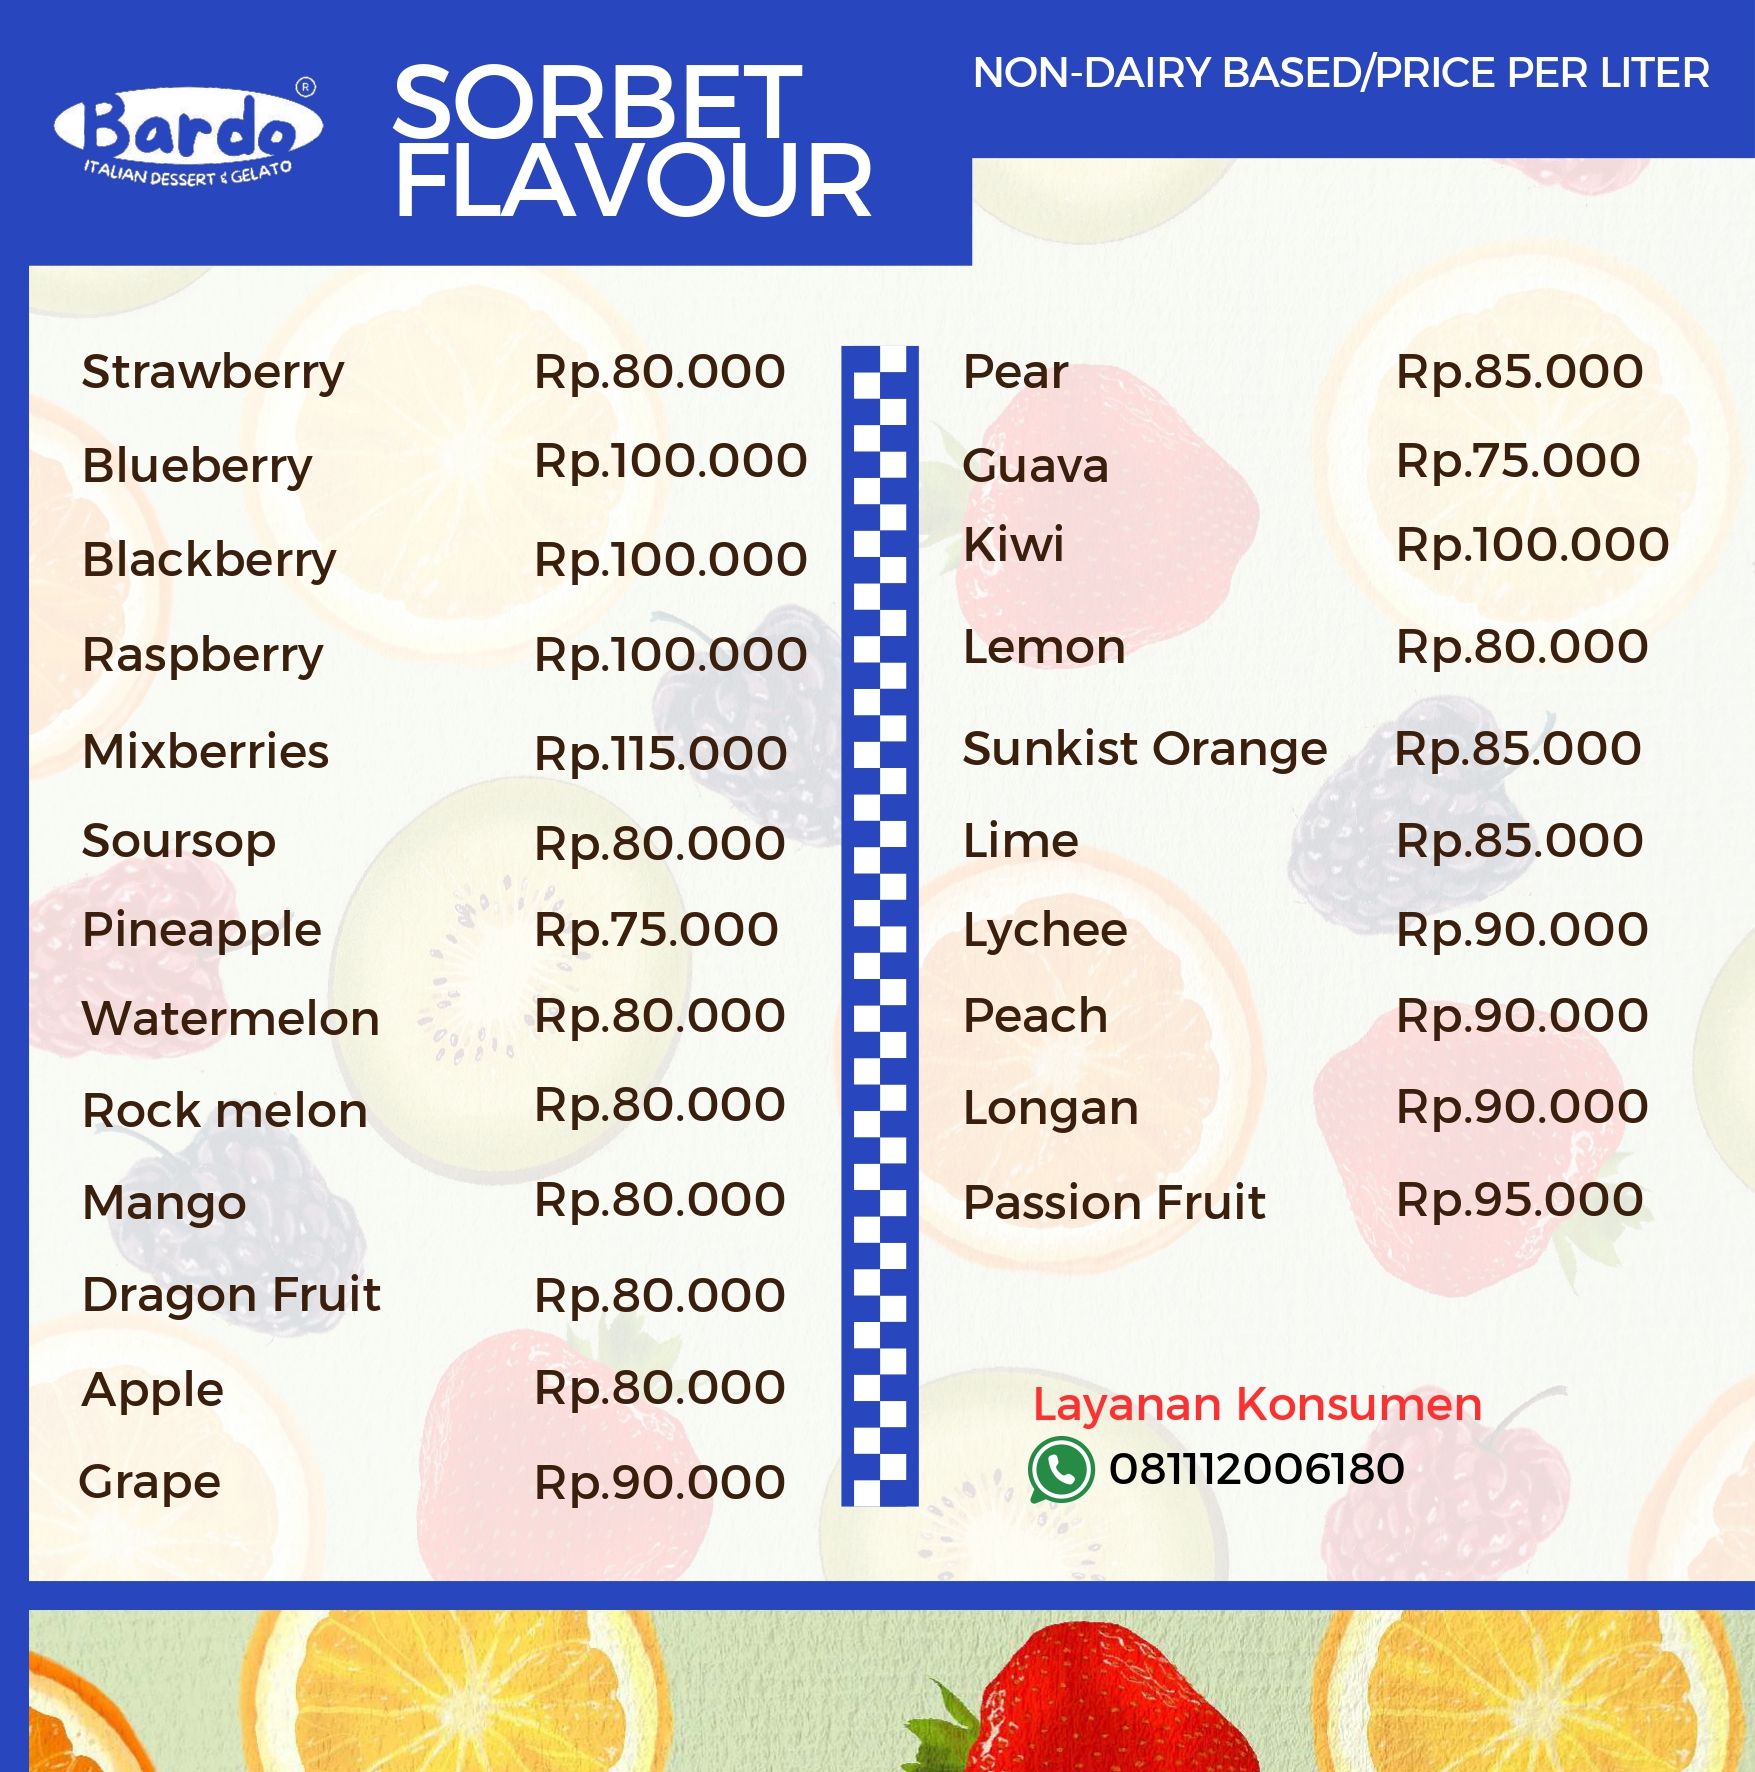 Bardo ®
ITALIAN DESSERT & GELATO
SORBET
FLAVOUR
NON-DAIRY BASED/PRICE PER LITER
Strawberry Rp.80.000
Blueberry Rp.100.000
Blackberry Rp.100.000
Raspberry Rp.100.000
Mixberries Rp.115.000
Soursop Rp.80.000
Pineapple Rp.75.000
Watermelon Rp.80.000
Rock melon Rp.80.000
Mango Rp.80.000
Dragon Fruit Rp.80.000
Apple Rp.80.000
Grape Rp.90.000
Pear Rp.85.000
Guava Rp.75.000
Kiwi Rp.100.000
Lemon Rp.80.000
Sunkist Orange Rp.85.000
Lime Rp.85.000
Lychee Rp.90.000
Peach Rp.90.000
Longan Rp.90.000
Passion Fruit Rp.95.000
Layanan Konsumen
081112006180